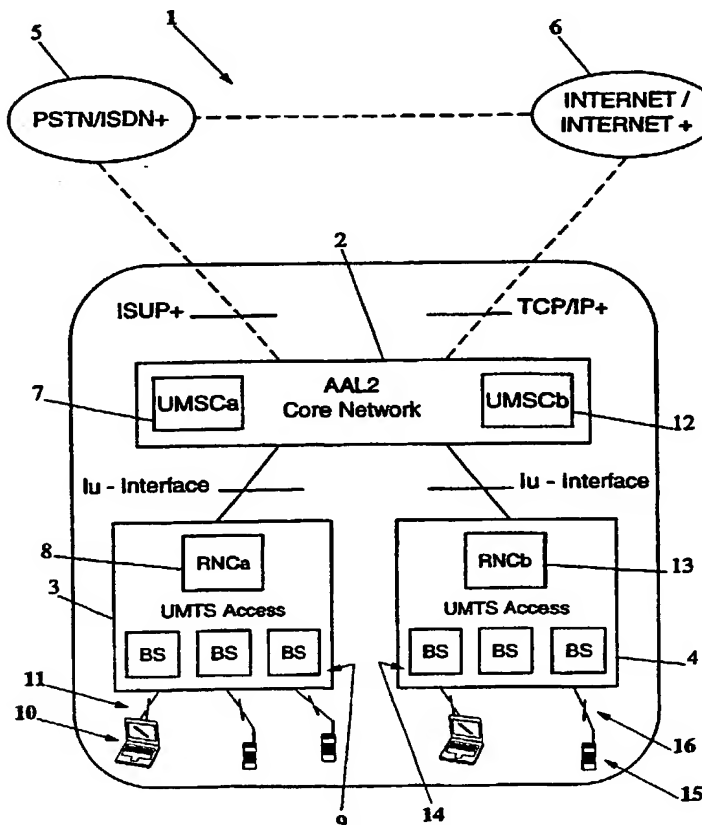 5
1
6
PSTN/ISDN+
INTERNET /
INTERNET +
2
ISUP+
TCP/IP+
7
UMSCa
AAL2
Core Network
UMSCb
12
Iu - Interface
Iu - Interface
8
RNCa
RNCb
13
3
UMTS Access
UMTS Access
BS
BS
BS
BS
BS
BS
4
11
10
16
15
9
14